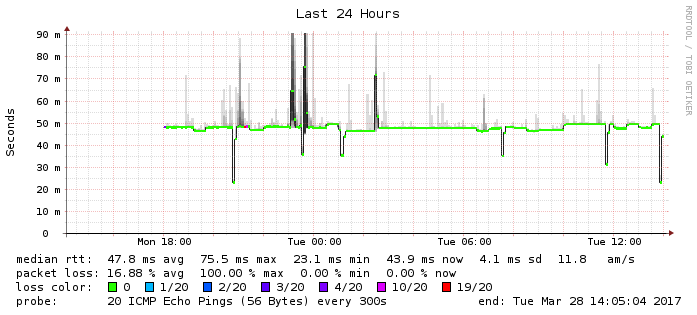 Last 24 Hours
RRDTOOL / TOBI OETIKER
90 m
80 m
70 m
60 m
50 m
40 m
30 m
20 m
10 m
0
Seconds
Mon 18:00 Tue 00:00 Tue 06:00 Tue 12:00
median rtt: 47.8 ms avg 75.5 ms max 23.1 ms min 43.9 ms now 4.1 ms sd 11.8 am/s
packet loss: 16.88 % avg 100.00 % max 0.00 % min 0.00 % now
loss color: 0 1/20 2/20 3/20 4/20 10/20 19/20
probe: 20 ICMP Echo Pings (56 Bytes) every 300s end: Tue Mar 28 14:05:04 2017